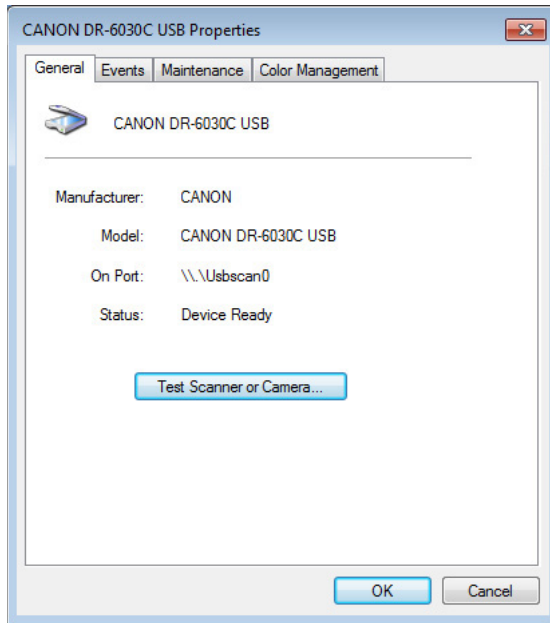 CANON DR-6030C USB Properties
General Events Maintenance Color Management
CANON DR-6030C USB
Manufacturer: CANON
Model: CANON DR-6030C USB
On Port: \\.\Usbscan0
Status: Device Ready
Test Scanner or Camera...
OK Cancel